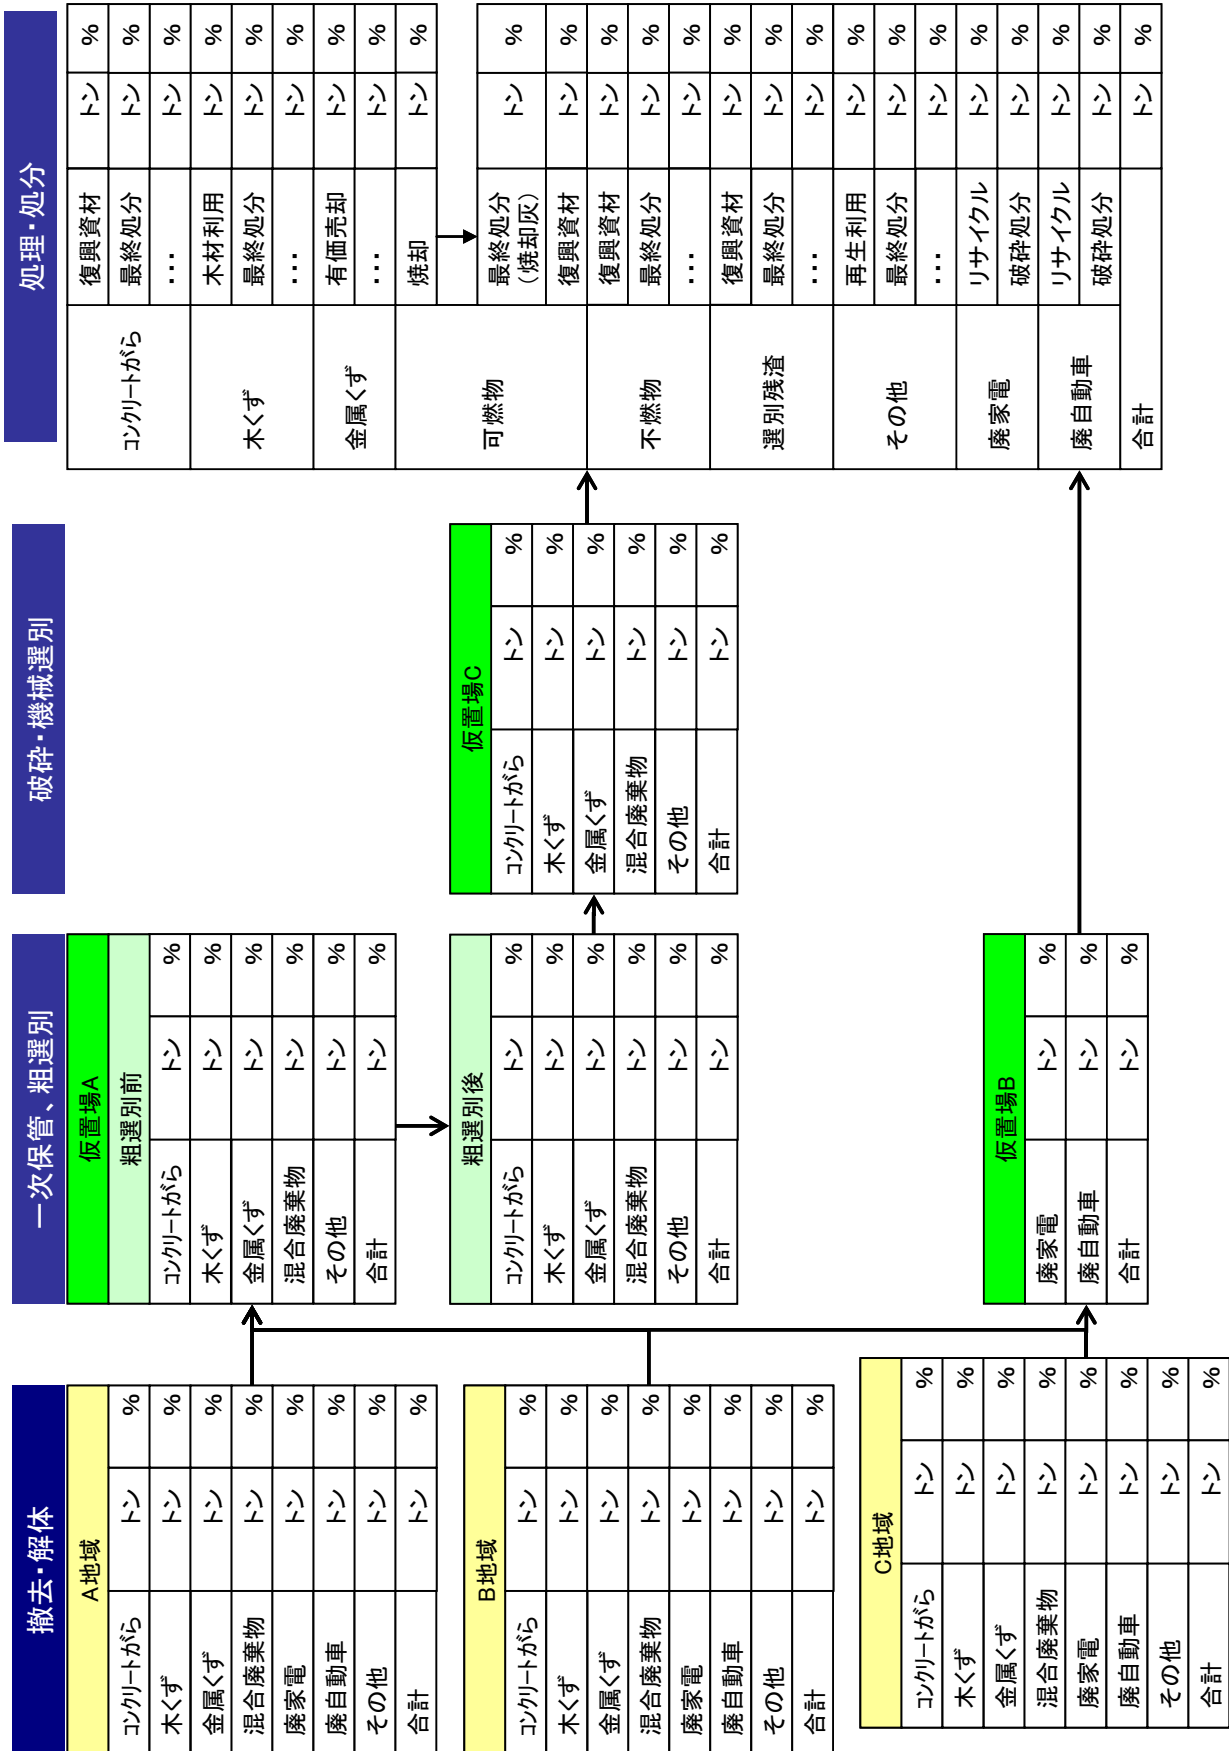 撤去・解体
A地域
コンクリートがら トン %
木くず トン %
金属くず トン %
混合廃棄物 トン %
廃家電 トン %
廃自動車 トン %
その他 トン %
合計 トン %
B地域
コンクリートがら トン %
木くず トン %
金属くず トン %
混合廃棄物 トン %
廃家電 トン %
廃自動車 トン %
その他 トン %
合計 トン %
C地域
コンクリートがら トン %
木くず トン %
金属くず トン %
混合廃棄物 トン %
廃家電 トン %
廃自動車 トン %
その他 トン %
合計 トン %
一次保管、粗選別
仮置場A
粗選別前
コンクリートがら トン %
木くず トン %
金属くず トン %
混合廃棄物 トン %
その他 トン %
合計 トン %
粗選別後
コンクリートがら トン %
木くず トン %
金属くず トン %
混合廃棄物 トン %
その他 トン %
合計 トン %
仮置場B
廃家電 トン %
廃自動車 トン %
合計 トン %
破砕・機械選別
仮置場C
コンクリートがら トン %
木くず トン %
金属くず トン %
混合廃棄物 トン %
その他 トン %
合計 トン %
処理・処分
コンクリートがら 復興資材 トン %
最終処分 トン %
… トン %
木くず 木材利用 トン %
最終処分 トン %
… トン %
金属くず 有価売却 トン %
… トン %
可燃物 焼却 トン
最終処分
（焼却灰） トン %
復興資材 トン %
不燃物 復興資材 トン %
最終処分 トン %
… トン %
選別残渣 復興資材 トン %
最終処分 トン %
… トン %
その他 再生利用 トン %
最終処分 トン %
… トン %
廃家電 リサイクル トン %
破砕処分 トン %
廃自動車 リサイクル トン %
破砕処分 トン %
合計 トン %